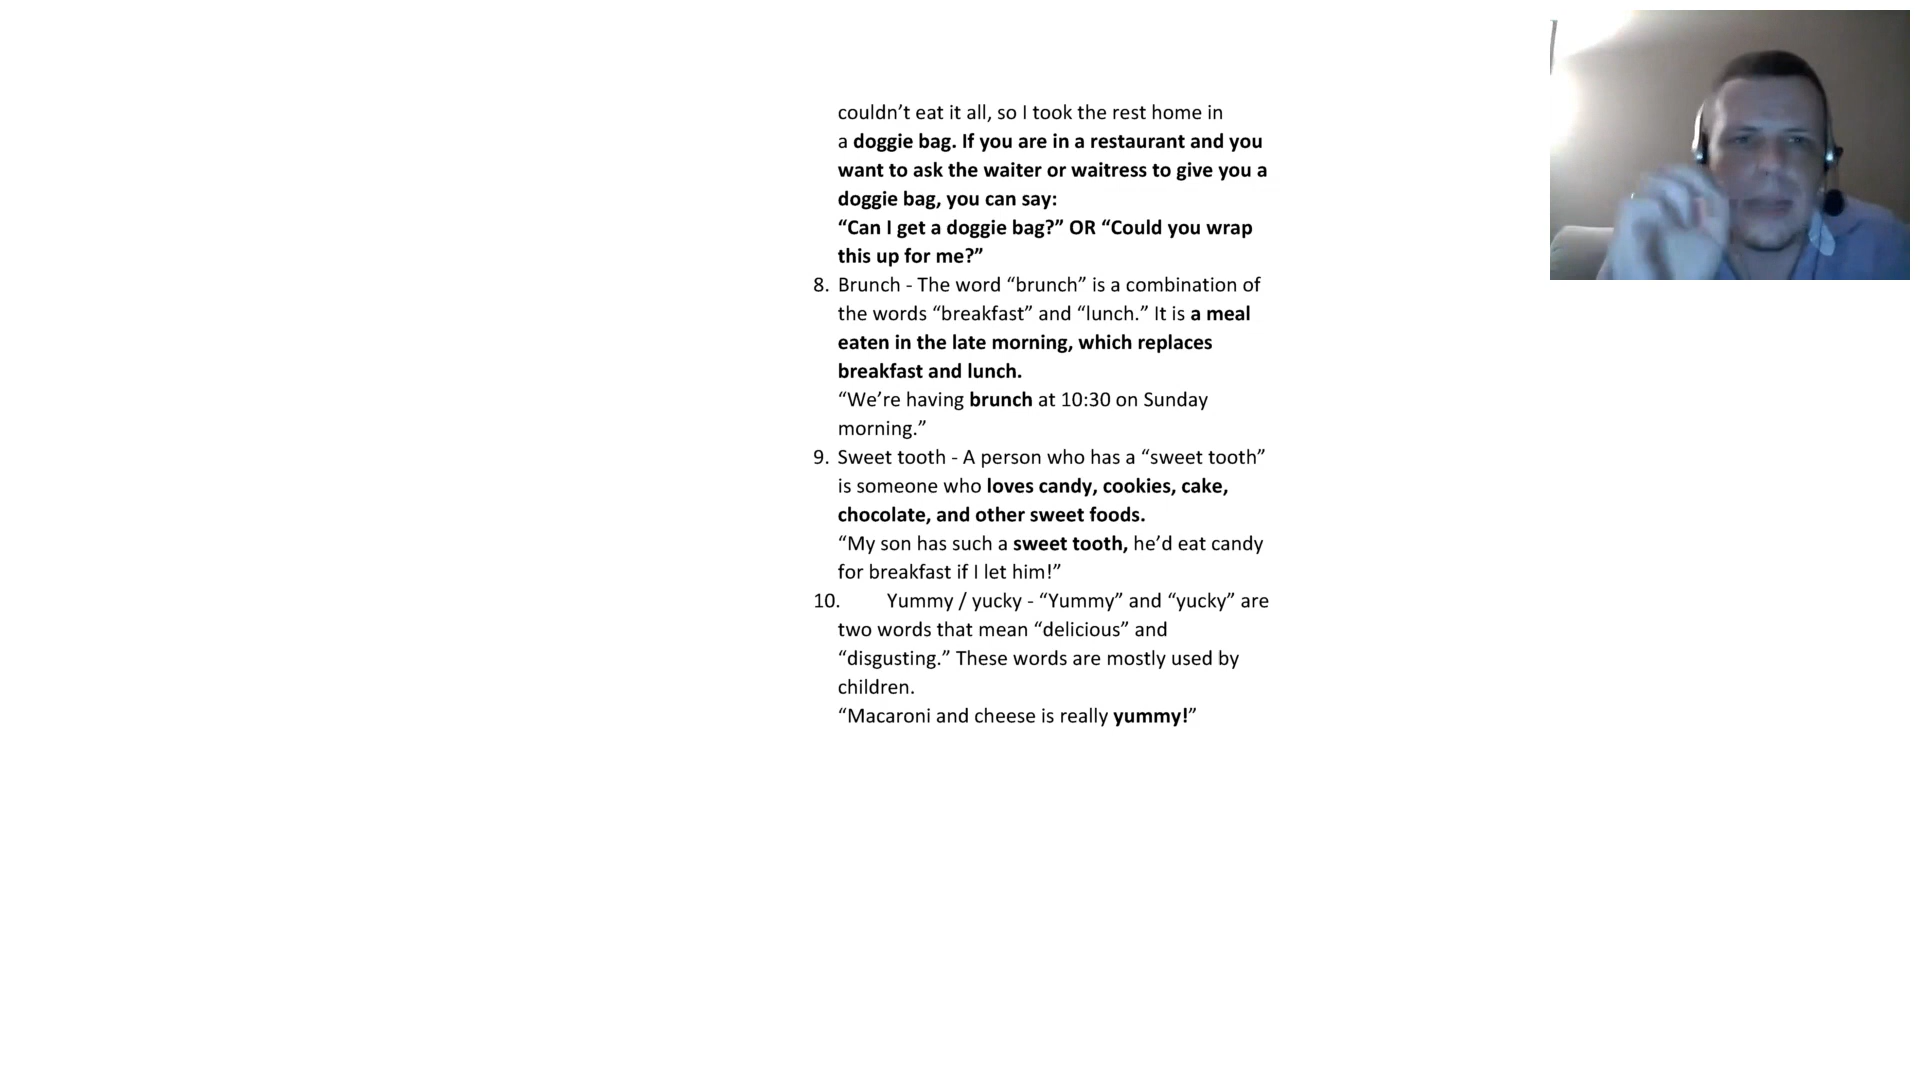 couldn’t eat it all, so I took the rest home in
a doggie bag. If you are in a restaurant and you
want to ask the waiter or waitress to give you a
doggie bag, you can say:
“Can I get a doggie bag?” OR “Could you wrap
this up for me?”
8. Brunch - The word “brunch” is a combination of
the words “breakfast” and “lunch.” It is a meal
eaten in the late morning, which replaces
breakfast and lunch.
“We’re having brunch at 10:30 on Sunday
morning.”
9. Sweet tooth - A person who has a “sweet tooth”
is someone who loves candy, cookies, cake,
chocolate, and other sweet foods.
“My son has such a sweet tooth, he’d eat candy
for breakfast if I let him!”
10. Yummy / yucky - “Yummy” and “yucky” are
two words that mean “delicious” and
“disgusting.” These words are mostly used by
children.
“Macaroni and cheese is really yummy!”